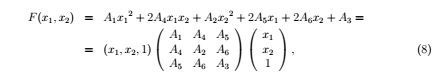 F(x₁, x₂) = A₁x₁² + 2A₄x₁x₂ + A₂x₂² + 2A₅x₁ + 2A₆x₂ + A₃ =
= (x₁, x₂, 1) ( A₁ A₄ A₅ ; A₄ A₂ A₆ ; A₅ A₆ A₃ ) ( x₁ ; x₂ ; 1 ) , (8)